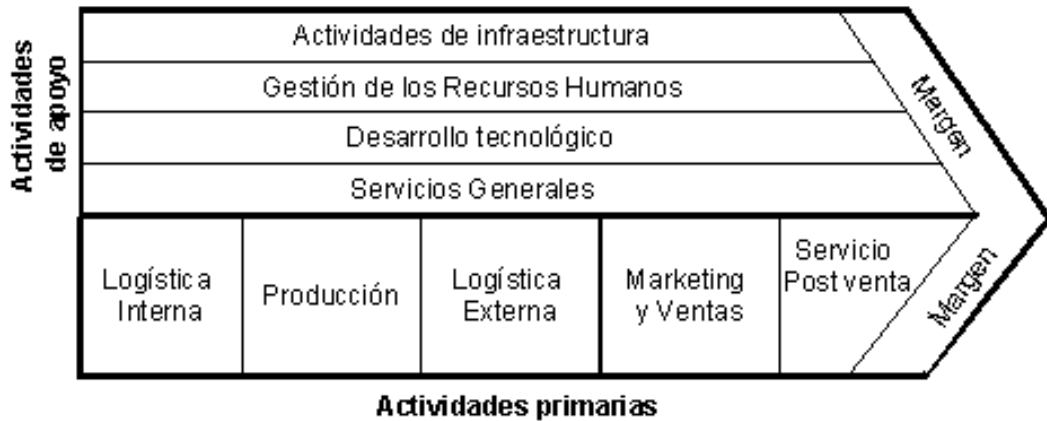 Actividades
de apoyo
Actividades de infraestructura
Gestión de los Recursos Humanos
Desarrollo tecnológico
Servicios Generales
Margen
Logística
Interna
Producción
Logística
Externa
Marketing
y Ventas
Servicio
Post venta
Margen
Actividades primarias